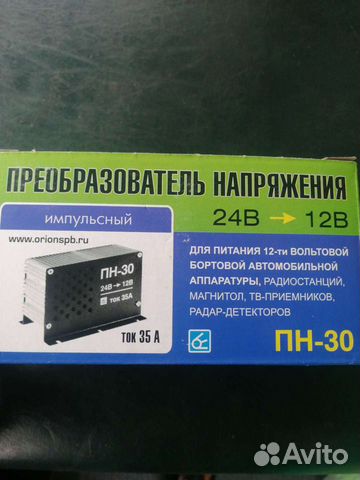 ПРЕОБРАЗОВАТЕЛЬ НАПРЯЖЕНИЯ
ИМПУЛЬСНЫЙ
24В → 12В
www.orionspb.ru
ПН-30
24В → 12В
ТОК 35А
ТОК 35 А
ДЛЯ ПИТАНИЯ 12-ти ВОЛЬТОВОЙ
БОРТОВОЙ АВТОМОБИЛЬНОЙ
АППАРАТУРЫ, РАДИОСТАНЦИЙ,
МАГНИТОЛ, ТВ-ПРИЕМНИКОВ,
РАДАР-ДЕТЕКТОРОВ
ПН-30
Avito